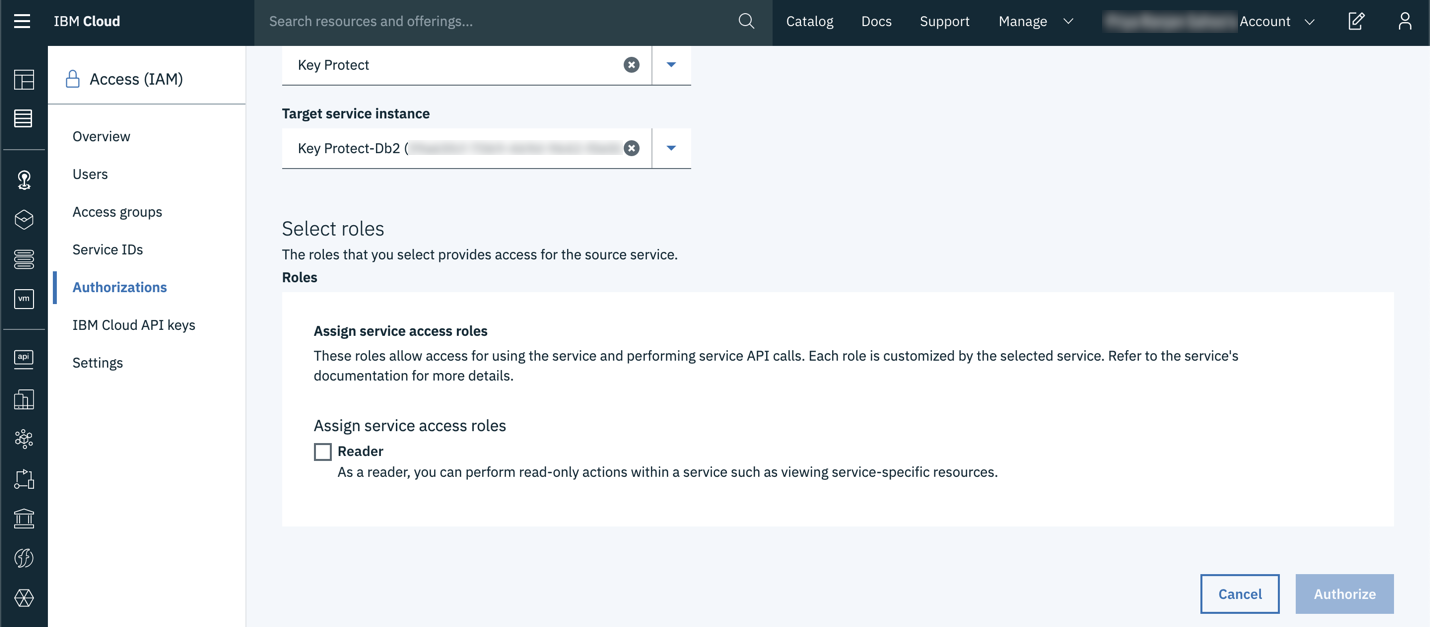 IBM Cloud
Search resources and offerings...
Catalog
Docs
Support
Manage
Account
Access (IAM)
Overview
Users
Access groups
Service IDs
Authorizations
IBM Cloud API keys
Settings
vm
api
Key Protect
Target service instance
Key Protect-Db2 (
Select roles
The roles that you select provides access for the source service.
Roles
Assign service access roles
These roles allow access for using the service and performing service API calls. Each role is customized by the selected service. Refer to the service's
documentation for more details.
Assign service access roles
Reader
As a reader, you can perform read-only actions within a service such as viewing service-specific resources.
Cancel
Authorize